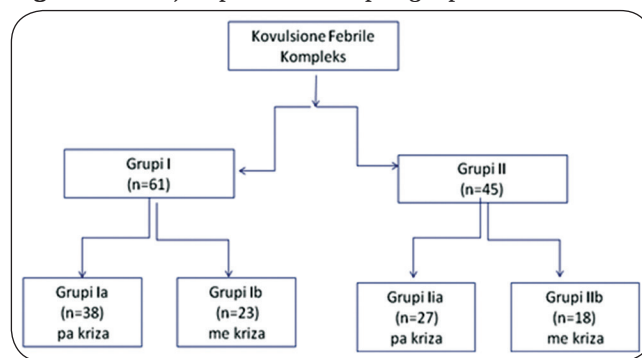 Kovulsione Febrile
Kompleks
Grupi I
(n=61)
Grupi II
(n=45)
Grupi Ia
(n=38)
pa kriza
Grupi Ib
(n=23)
me kriza
Grupi Iia
(n=27)
pa kriza
Grupi IIb
(n=18)
me kriza